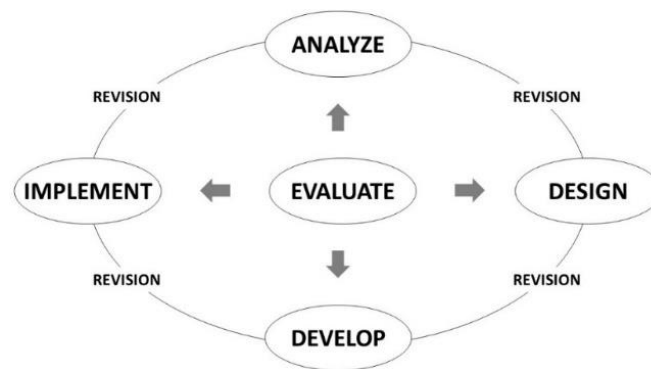 ANALYZE
REVISION
REVISION
IMPLEMENT
EVALUATE
DESIGN
REVISION
REVISION
DEVELOP